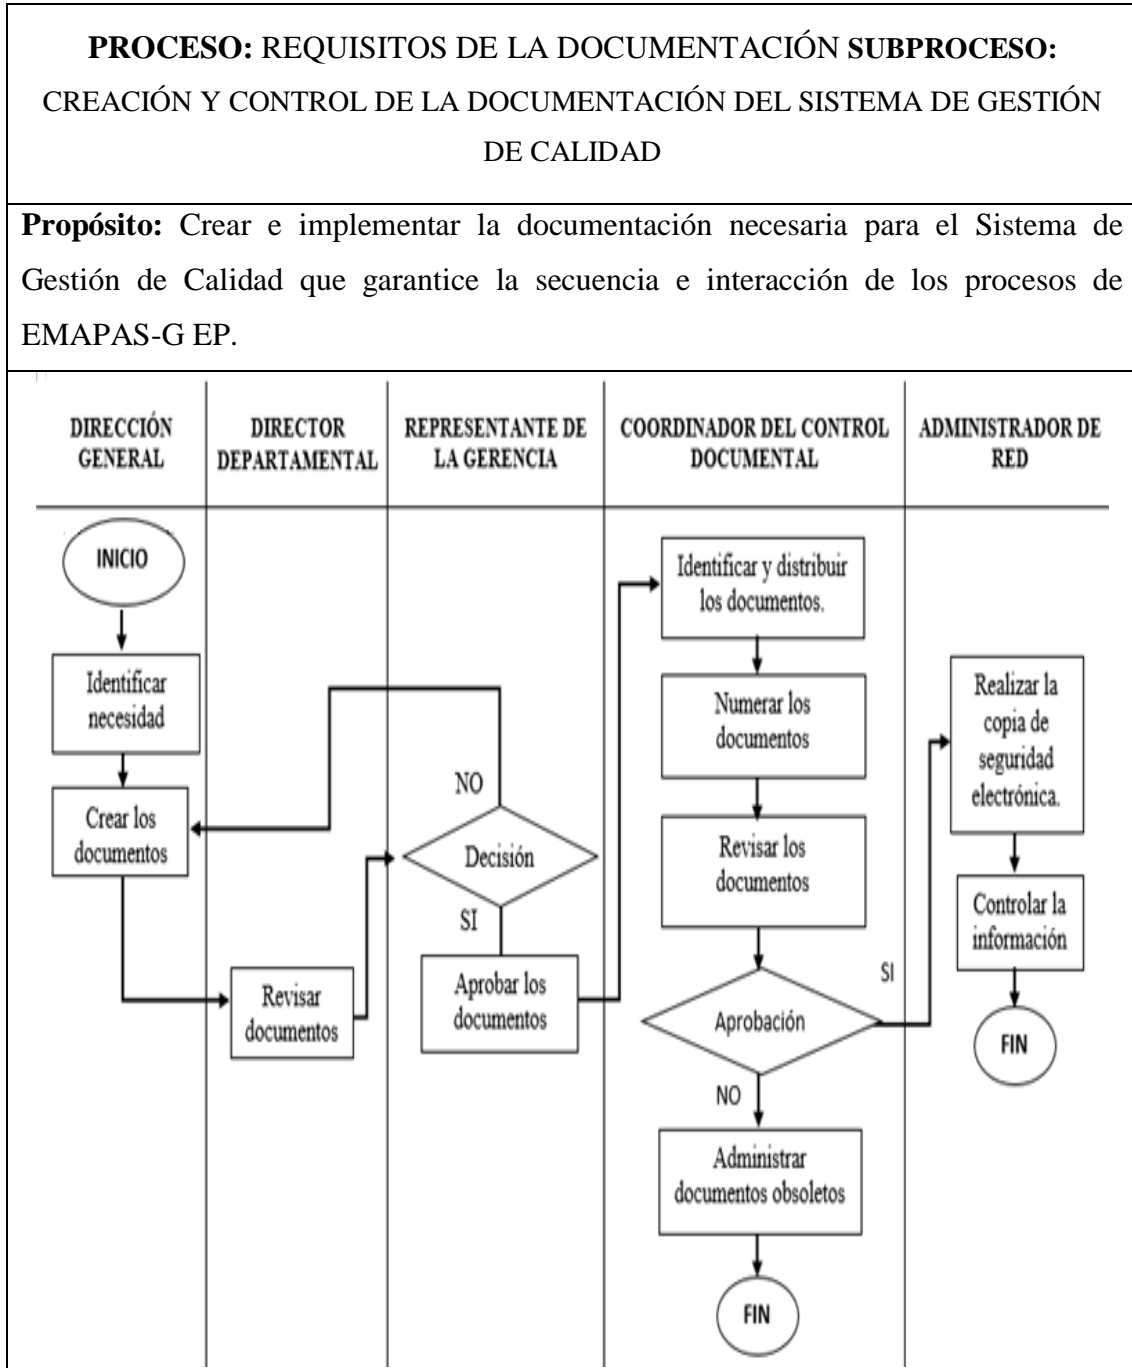 PROCESO: REQUISITOS DE LA DOCUMENTACIÓN SUBPROCESO:
CREACIÓN Y CONTROL DE LA DOCUMENTACIÓN DEL SISTEMA DE GESTIÓN
DE CALIDAD
Propósito: Crear e implementar la documentación necesaria para el Sistema de
Gestión de Calidad que garantice la secuencia e interacción de los procesos de
EMAPAS-G EP.
DIRECCIÓN
GENERAL
DIRECTOR
DEPARTAMENTAL
REPRESENTANTE DE
LA GERENCIA
COORDINADOR DEL CONTROL
DOCUMENTAL
ADMINISTRADOR DE
RED
INICIO
Identificar
necesidad
Crear los
documentos
Revisar
documentos
NO
Decisión
SI
Aprobar los
documentos
Identificar y distribuir
los documentos.
Numerar los
documentos
Revisar los
documentos
Aprobación
SI
NO
Administrar
documentos obsoletos
FIN
Realizar la
copia de
seguridad
electrónica.
Controlar la
información
FIN